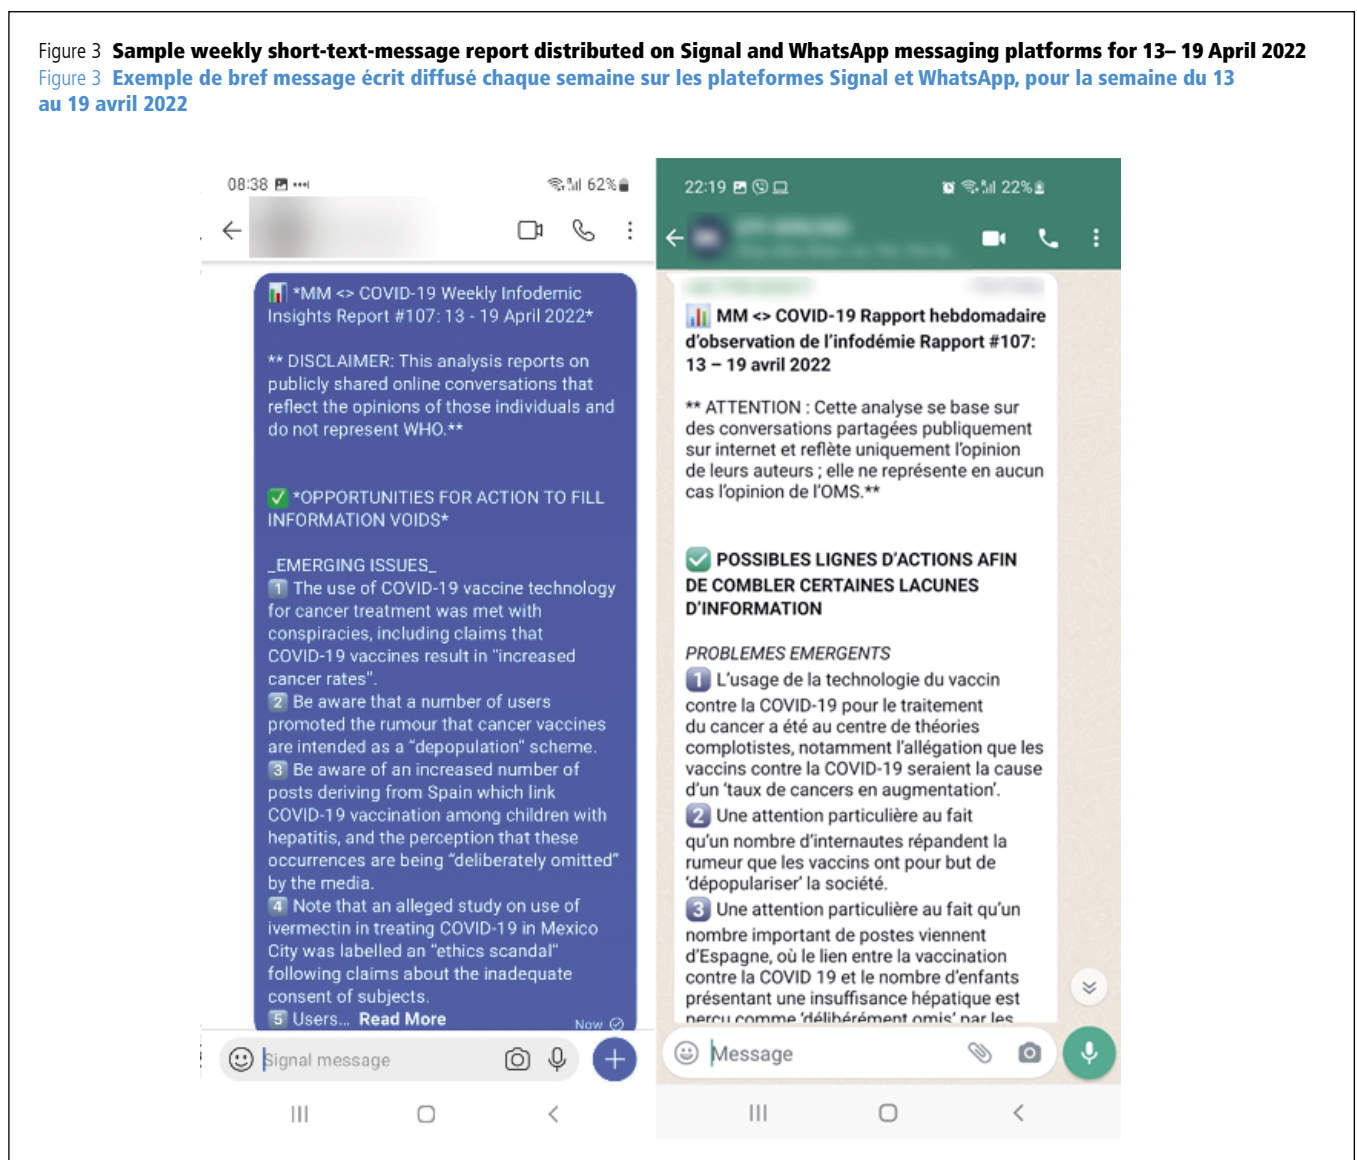 Figure 3 Sample weekly short-text-message report distributed on Signal and WhatsApp messaging platforms for 13– 19 April 2022
Figure 3 Exemple de bref message écrit diffusé chaque semaine sur les plateformes Signal et WhatsApp, pour la semaine du 13
au 19 avril 2022
08:38
62%
📊 *MM <> COVID-19 Weekly Infodemic
Insights Report #107: 13 - 19 April 2022*
** DISCLAIMER: This analysis reports on
publicly shared online conversations that
reflect the opinions of those individuals and
do not represent WHO.**
✅ *OPPORTUNITIES FOR ACTION TO FILL
INFORMATION VOIDS*
_EMERGING ISSUES_
1 The use of COVID-19 vaccine technology
for cancer treatment was met with
conspiracies, including claims that
COVID-19 vaccines result in "increased
cancer rates".
2 Be aware that a number of users
promoted the rumour that cancer vaccines
are intended as a “depopulation” scheme.
3 Be aware of an increased number of
posts deriving from Spain which link
COVID-19 vaccination among children with
hepatitis, and the perception that these
occurrences are being “deliberately omitted”
by the media.
4 Note that an alleged study on use of
ivermectin in treating COVID-19 in Mexico
City was labelled an "ethics scandal"
following claims about the inadequate
consent of subjects.
5 Users... Read More
Now
Signal message
22:19
22%
📊 MM <> COVID-19 Rapport hebdomadaire
d’observation de l’infodémie Rapport #107:
13 – 19 avril 2022
** ATTENTION : Cette analyse se base sur
des conversations partagées publiquement
sur internet et reflète uniquement l’opinion
de leurs auteurs ; elle ne représente en aucun
cas l’opinion de l’OMS.**
✅ POSSIBLES LIGNES D’ACTIONS AFIN
DE COMBLER CERTAINES LACUNES
D’INFORMATION
PROBLEMES EMERGENTS
1 L’usage de la technologie du vaccin
contre la COVID-19 pour le traitement
du cancer a été au centre de théories
complotistes, notamment l’allégation que les
vaccins contre la COVID-19 seraient la cause
d’un ‘taux de cancers en augmentation’.
2 Une attention particulière au fait
qu’un nombre d’internautes répandent la
rumeur que les vaccins ont pour but de
‘dépopulariser’ la société.
3 Une attention particulière au fait qu’un
nombre important de postes viennent
d’Espagne, où le lien entre la vaccination
contre la COVID 19 et le nombre d’enfants
présentant une insuffisance hépatique est
perçu comme ‘délibérément omis’ par les
Message